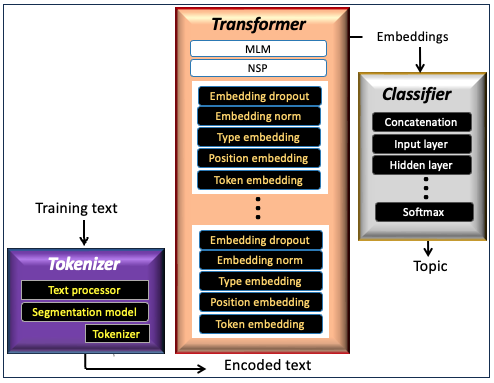 Training text
Tokenizer
Text processor
Segmentation model
Tokenizer
Encoded text
Transformer
MLM
NSP
Embedding dropout
Embedding norm
Type embedding
Position embedding
Token embedding
Embedding dropout
Embedding norm
Type embedding
Position embedding
Token embedding
Embeddings
Classifier
Concatenation
Input layer
Hidden layer
Softmax
Topic